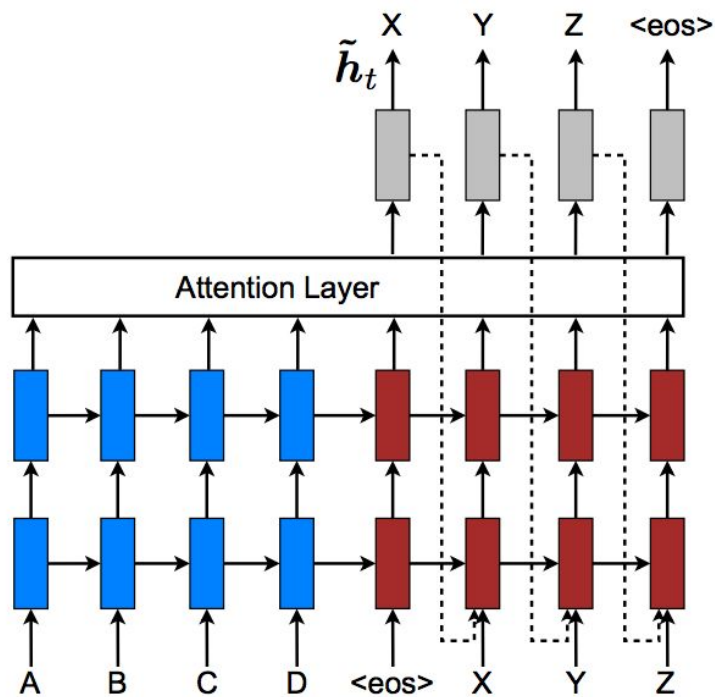 X Y Z <eos>
h̃ₜ
Attention Layer
A B C D <eos> X Y Z